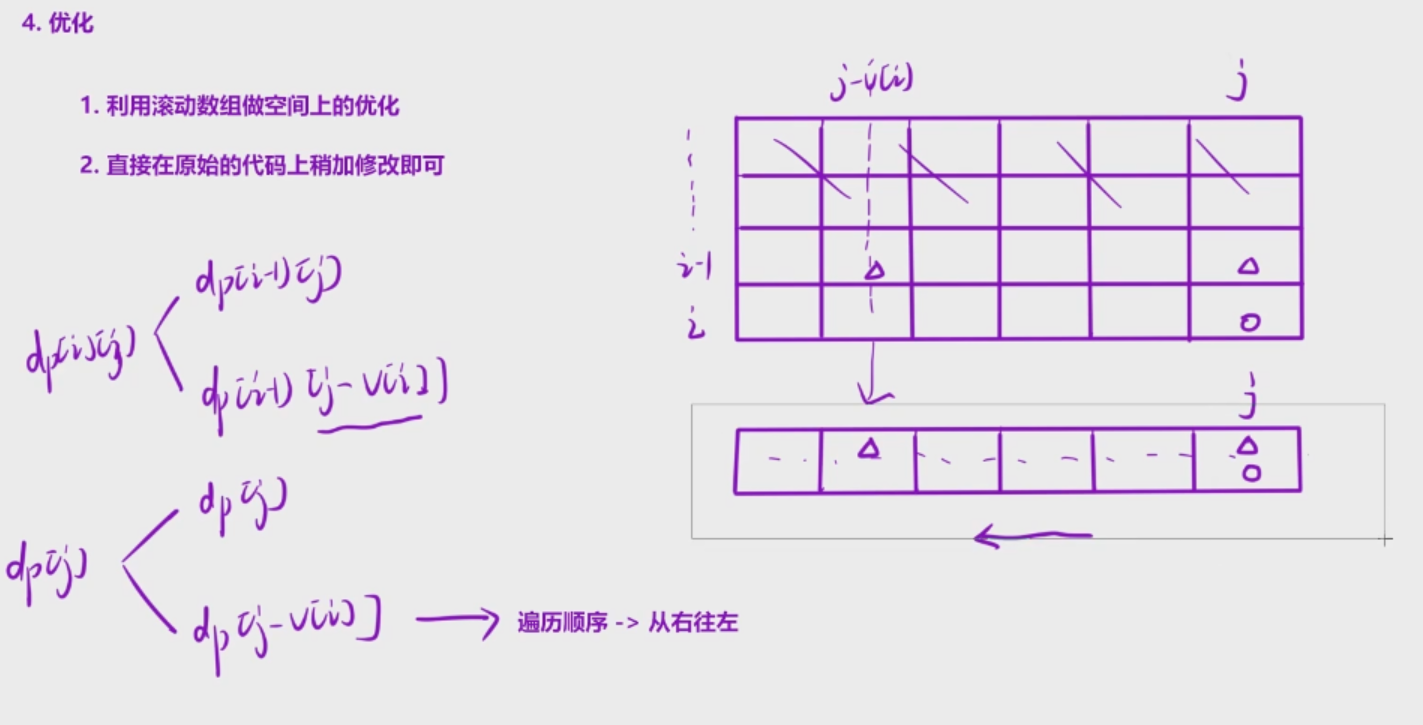 4. 优化
1. 利用滚动数组做空间上的优化
2. 直接在原始的代码上稍加修改即可
dp[i][j]
dp[i-1][j]
dp[i-1][j-v[i]]
dp[j]
dp[j]
dp[j-v[i]]
遍历顺序 -> 从右往左
j-v[i]
j
i-1
i
j